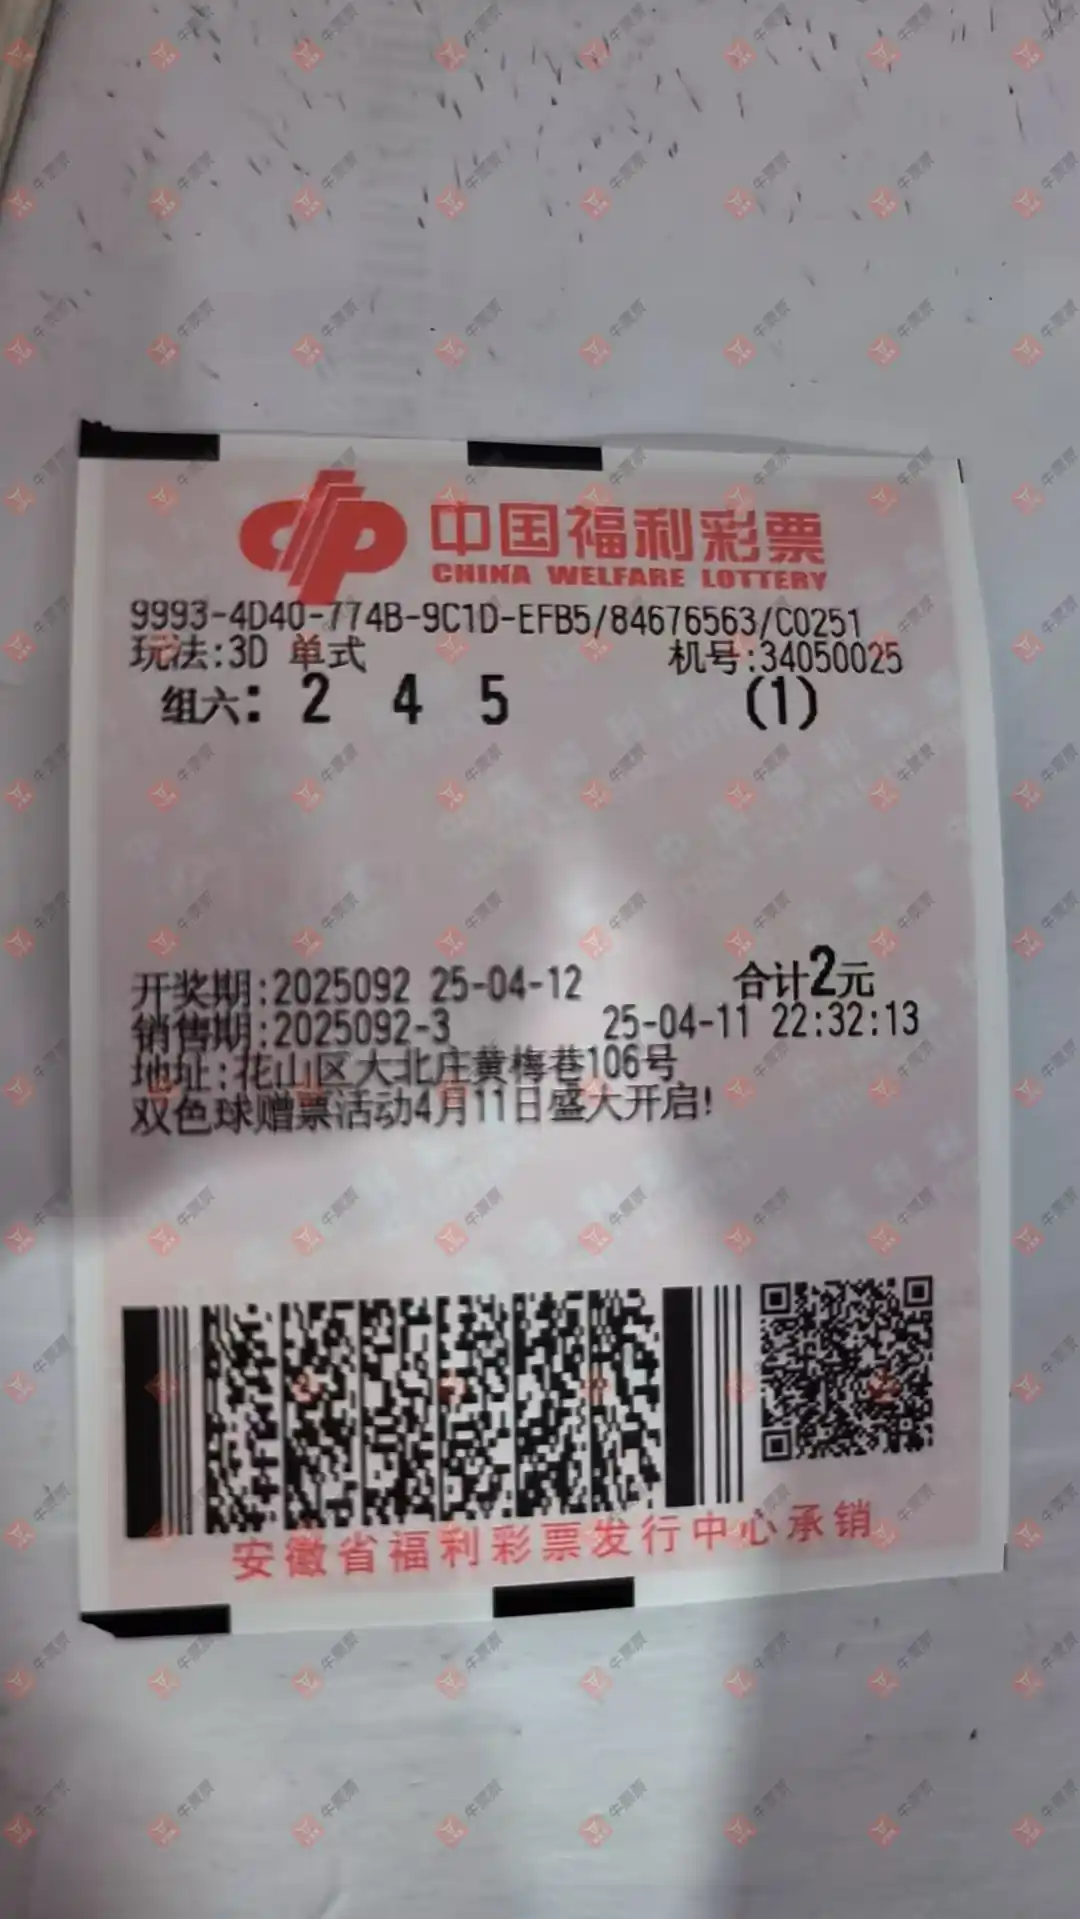 中国福利彩票
CHINA WELFARE LOTTERY
9993-4D40-774B-9C1D-EFB5/84676563/C0251
玩法:3D 单式 机号:34050025
组六: 2 4 5 (1)
开奖期:2025092 25-04-12 合计2元
销售期:2025092-3 25-04-11 22:32:13
地址:花山区大北庄黄梅巷106号
双色球赠票活动4月11日盛大开启!
安徽省福利彩票发行中心承销